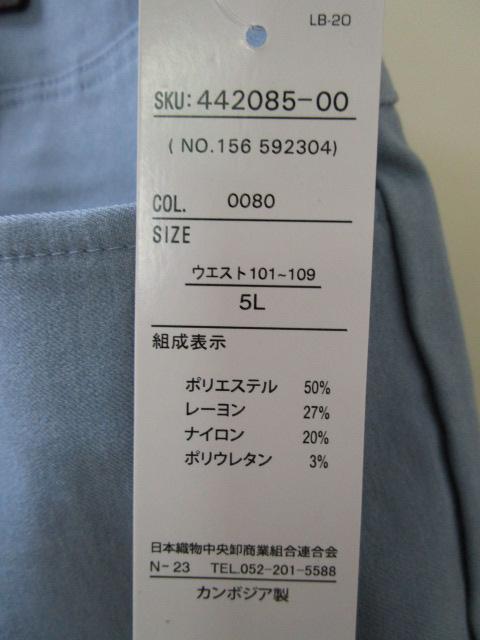 LB-20
SKU: 442085-00
( NO.156 592304)
COL. 0080
SIZE
ウエスト101~109
5L
組成表示
ポリエステル 50%
レーヨン 27%
ナイロン 20%
ポリウレタン 3%
日本織物中央卸商業組合連合会
N-23 TEL.052-201-5588
カンボジア製